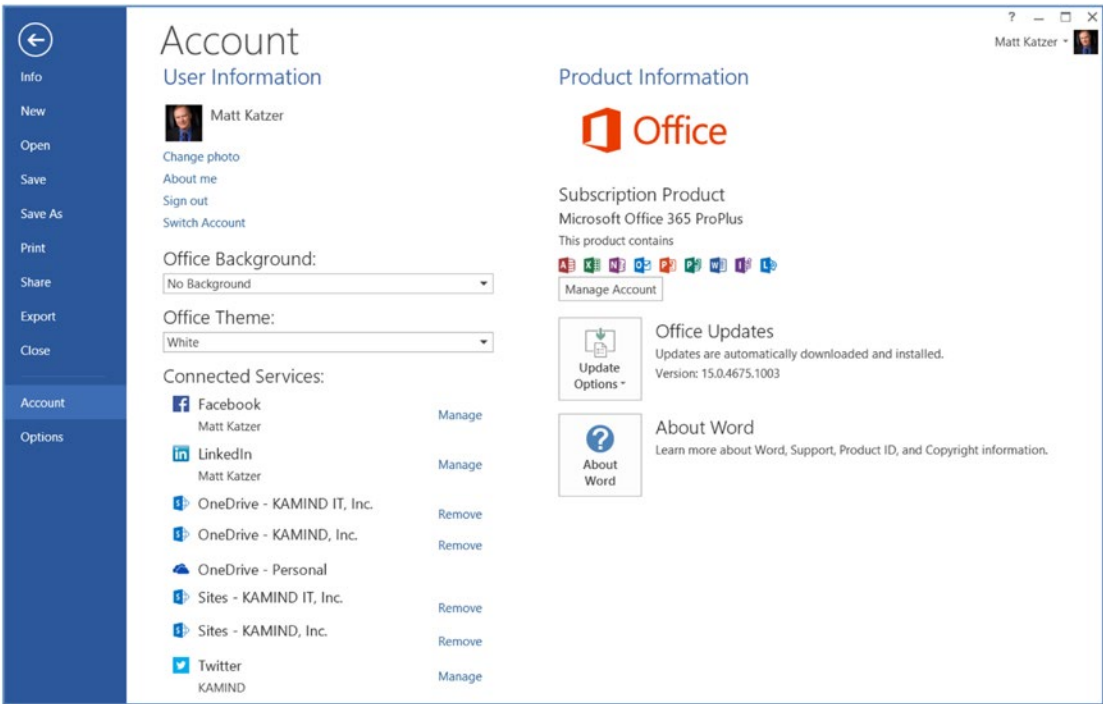 ?
Matt Katzer
Info
New
Open
Save
Save As
Print
Share
Export
Close
Account
Options
Account
User Information
Matt Katzer
Change photo
About me
Sign out
Switch Account
Office Background:
No Background
Office Theme:
White
Connected Services:
Facebook
Matt Katzer
Manage
LinkedIn
Matt Katzer
Manage
OneDrive - KAMIND IT, Inc.
Remove
OneDrive - KAMIND, Inc.
Remove
OneDrive - Personal
Sites - KAMIND IT, Inc.
Remove
Sites - KAMIND, Inc.
Remove
Twitter
KAMIND
Manage
Product Information
Office
Subscription Product
Microsoft Office 365 ProPlus
This product contains
Manage Account
Update
Options
Office Updates
Updates are automatically downloaded and installed.
Version: 15.0.4675.1003
?
About
Word
About Word
Learn more about Word, Support, Product ID, and Copyright information.